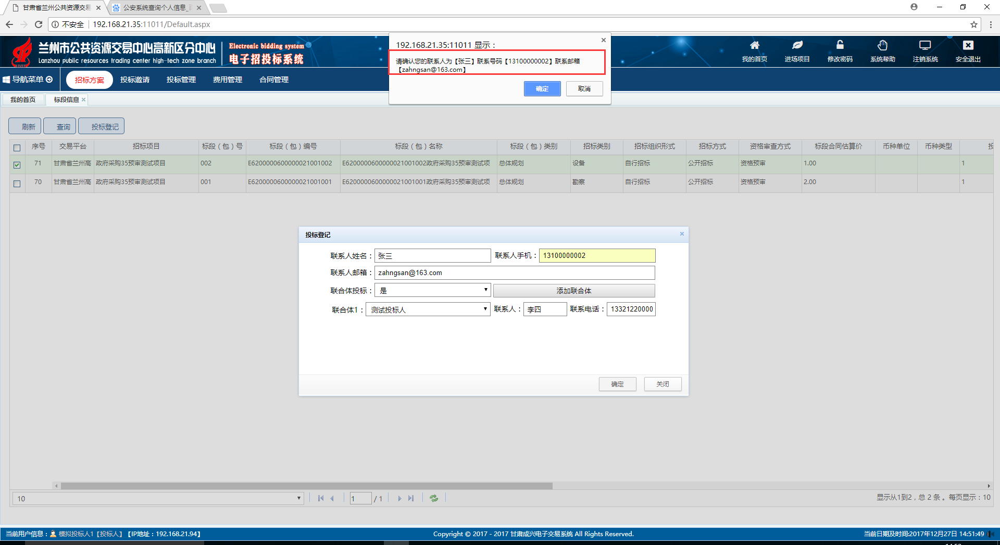 甘肃省兰州公共资源交易
公安系统查询个人信息_百
不安全
192.168.21.35:11011/Default.aspx
兰州市公共资源交易中心高新区分中心
Lanzhou public resources trading center high-tech zone branch
Electronic bidding system
电子招投标系统
192.168.21.35:11011 显示：
请确认您的联系人为【张三】联系号码【13100000002】联系邮箱
【zahngsan@163.com】
确定 取消
我的首页 进场项目 修改密码 系统帮助 注销系统 安全退出
导航菜单 招标方案 投标邀请 投标管理 费用管理 合同管理
我的首页 标段信息
刷新 查询 投标登记
序号 交易平台 招标项目 标段（包）号 标段（包）编号 标段（包）名称 标段（包）类别 招标类别 招标组织形式 招标方式 资格审查方式 标段合同估算价 币种单位 币种类型
71 甘肃省兰州高 政府采购35预审测试项目 002 E6200000600000021001002 E6200000600000021001002政府采购35预审测试项 总体规划 设备 自行招标 公开招标 资格预审 1.00 1
70 甘肃省兰州高 政府采购35预审测试项目 001 E6200000600000021001001 E6200000600000021001001政府采购35预审测试项 总体规划 勘察 自行招标 公开招标 资格预审 2.00 1
投标登记
联系人姓名：张三 联系人手机：13100000002
联系人邮箱：zahngsan@163.com
联合体投标：是 添加联合体
联合体1：测试投标人 联系人：李四 联系电话：13321220000
确定 关闭
10 1 / 1 显示从1到2，总 2 条 。每页显示：10
当前用户信息： 模拟投标人1【投标人】 【IP地址：192.168.21.94】
Copyright © 2017 - 2017 甘肃成兴电子交易系统 All Rights Reserved.
当前日期及时间:2017年12月27日 14:51:49